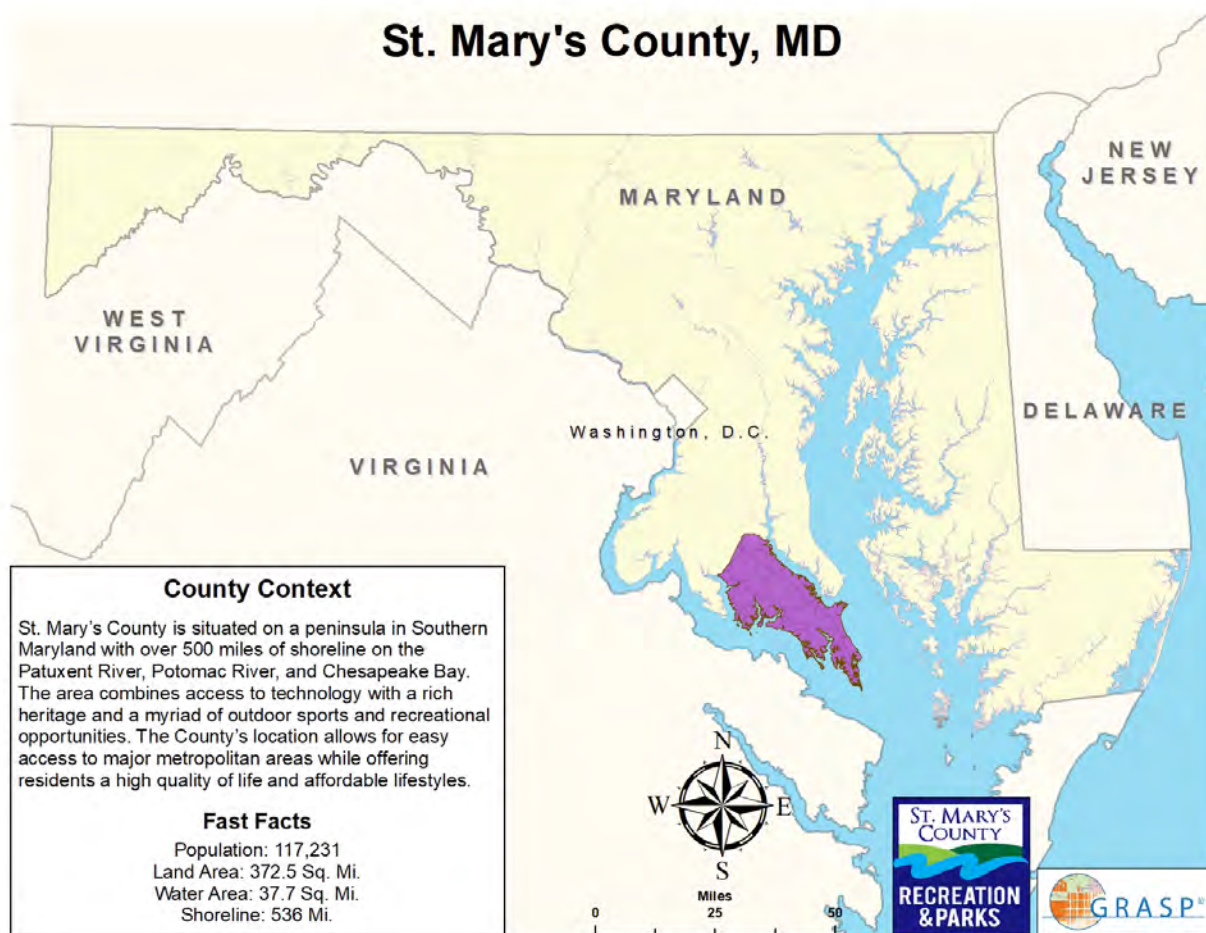 St. Mary's County, MD
MARYLAND
NEW
JERSEY
WEST
VIRGINIA
Washington, D.C.
DELAWARE
VIRGINIA
County Context
St. Mary's County is situated on a peninsula in Southern
Maryland with over 500 miles of shoreline on the
Patuxent River, Potomac River, and Chesapeake Bay.
The area combines access to technology with a rich
heritage and a myriad of outdoor sports and recreational
opportunities. The County's location allows for easy
access to major metropolitan areas while offering
residents a high quality of life and affordable lifestyles.
Fast Facts
Population: 117,231
Land Area: 372.5 Sq. Mi.
Water Area: 37.7 Sq. Mi.
Shoreline: 536 Mi.
N
W
E
S
Miles
0
25
50
ST. MARY'S
COUNTY
RECREATION
&PARKS
GRASP®